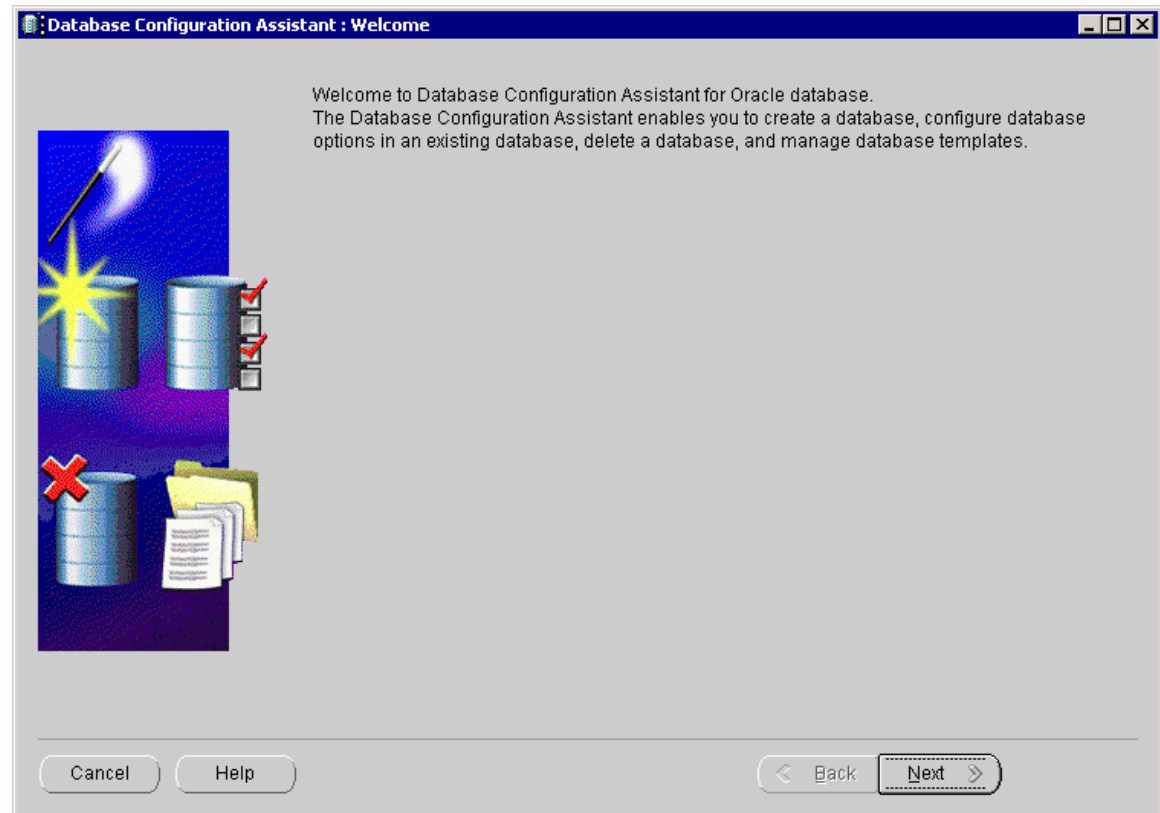 Database Configuration Assistant : Welcome
Welcome to Database Configuration Assistant for Oracle database.
The Database Configuration Assistant enables you to create a database, configure database
options in an existing database, delete a database, and manage database templates.
Cancel
Help
Back
Next